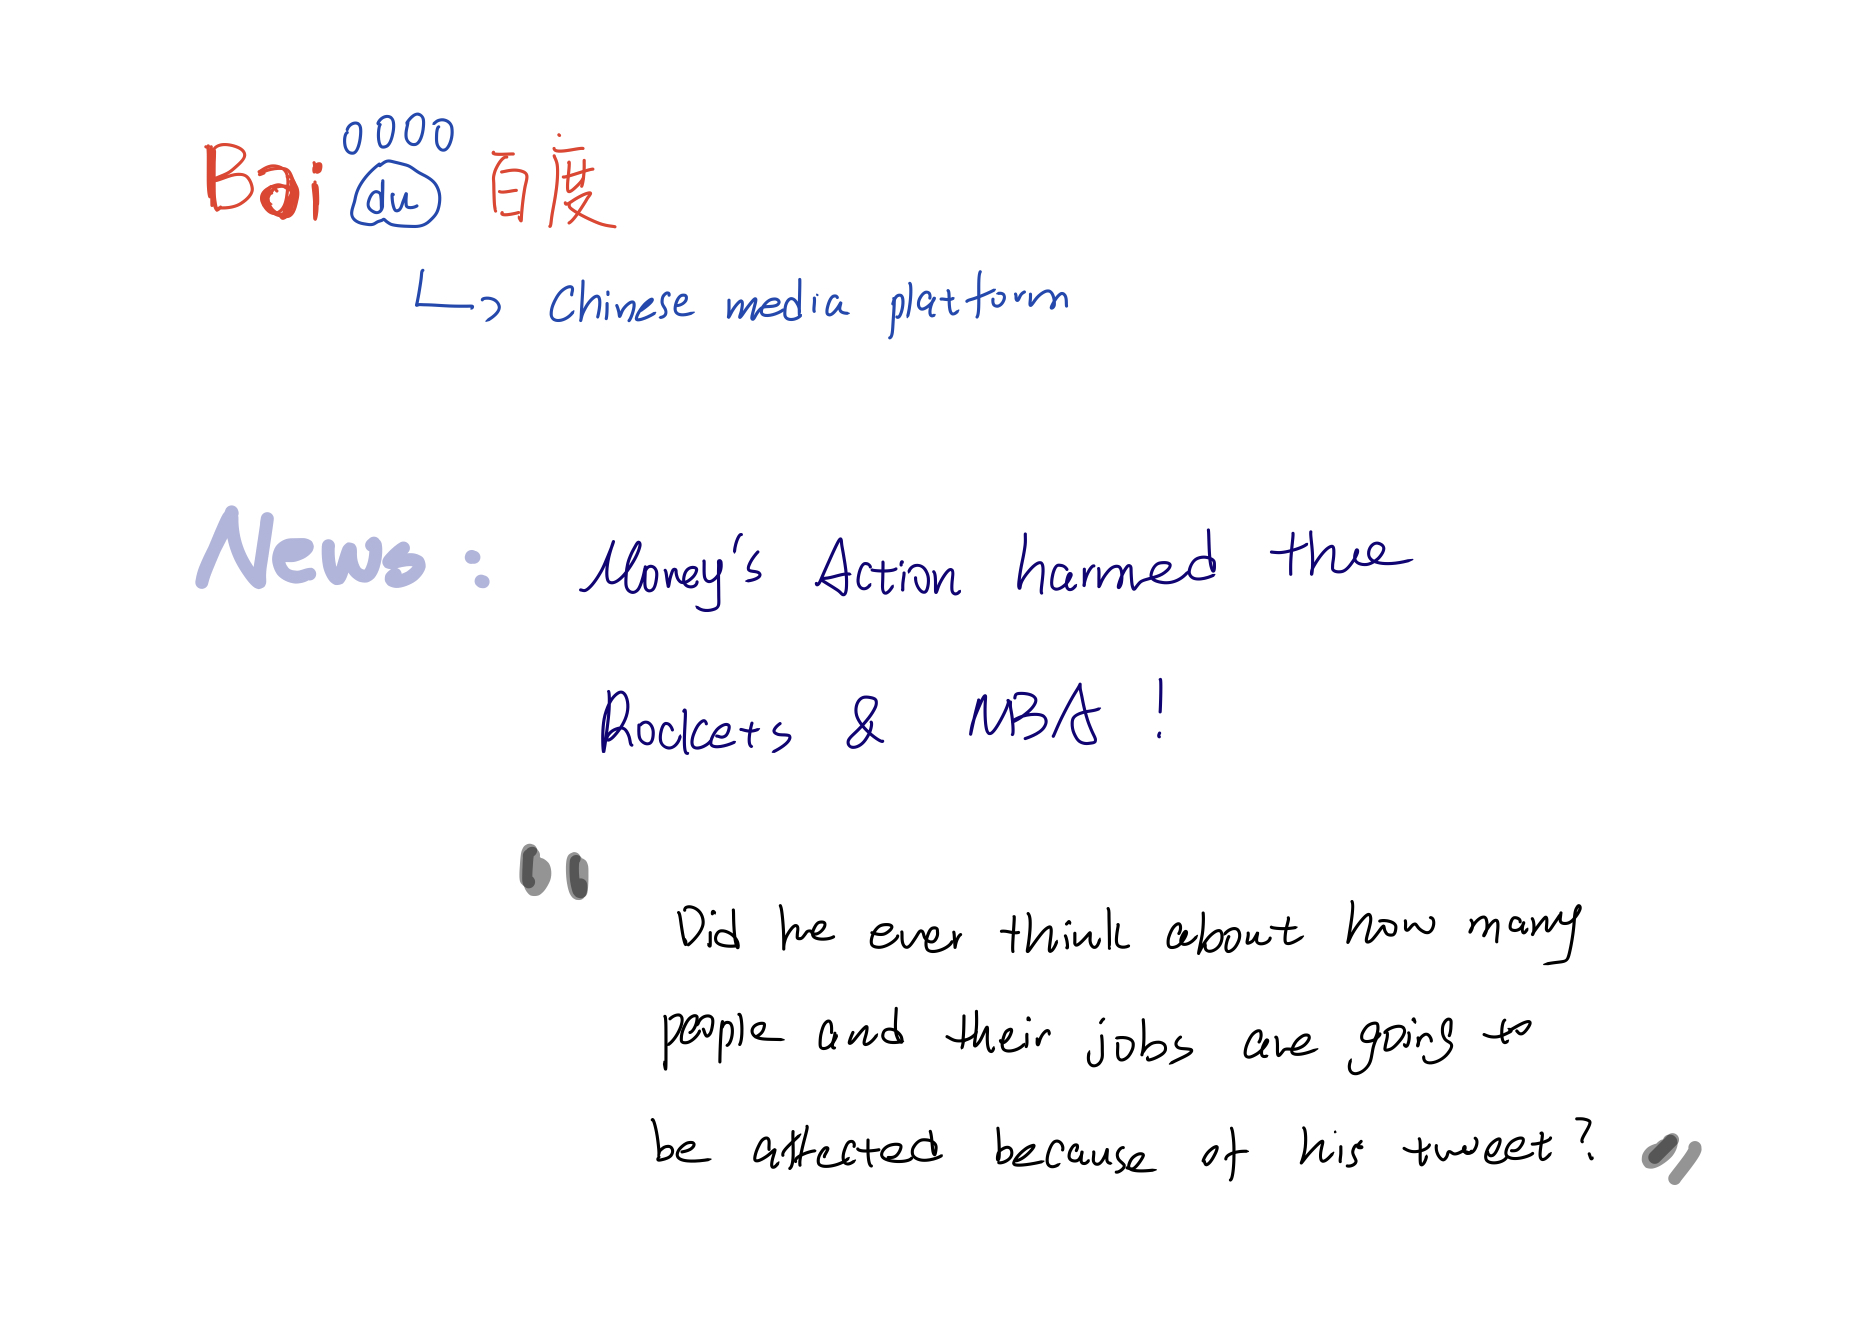 Bai du 百度
Chinese media platform
News: Morey's Action harmed the
Rockets & NBA!
"Did he ever think about how many
people and their jobs are going to
be affected because of his tweet?"